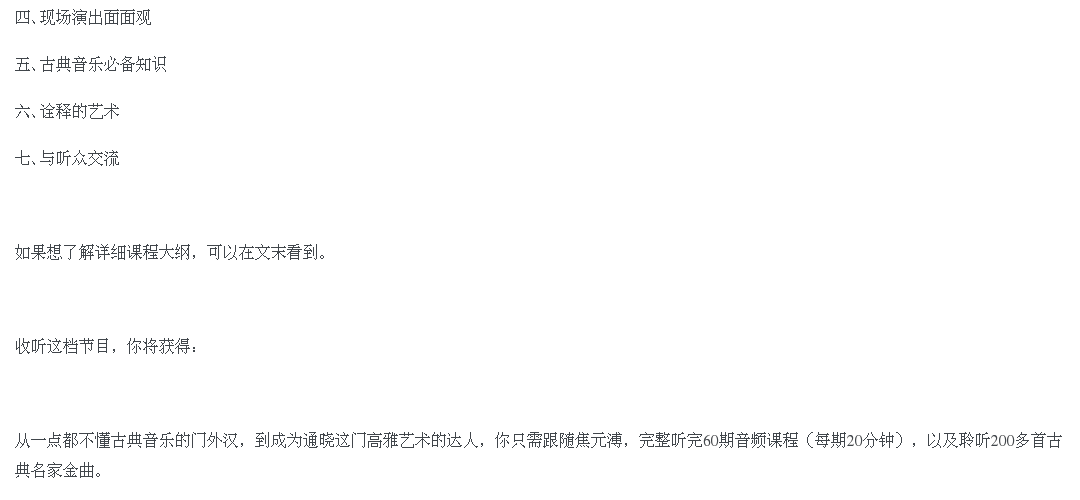 四、现场演出面面观
五、古典音乐必备知识
六、诠释的艺术
七、与听众交流
如果想了解详细课程大纲，可以在文末看到。
收听这档节目，你将获得：
从一点都不懂古典音乐的门外汉，到成为通晓这门高雅艺术的达人，你只需跟随焦元溥，完整听完60期音频课程（每期20分钟），以及聆听200多首古
典名家金曲。